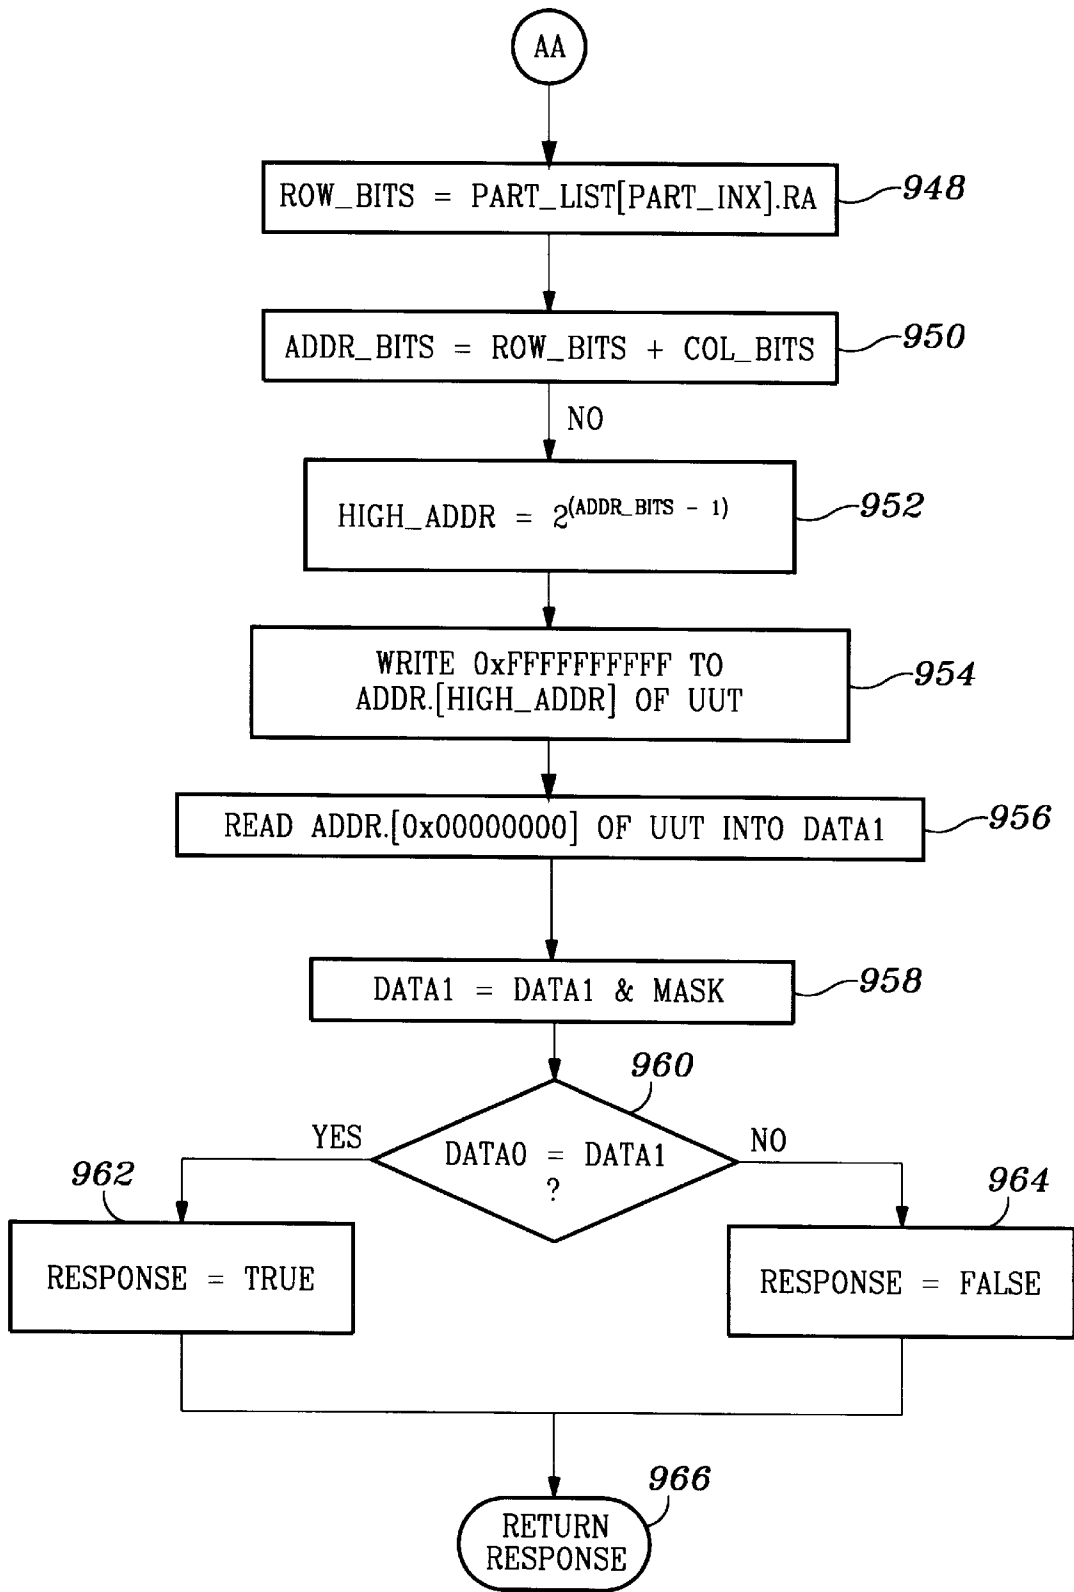 AA
ROW_BITS = PART_LIST[PART_INX].RA
948
ADDR_BITS = ROW_BITS + COL_BITS
950
NO
HIGH_ADDR = 2^(ADDR_BITS - 1)
952
WRITE 0xFFFFFFFFFF TO
ADDR.[HIGH_ADDR] OF UUT
954
READ ADDR.[0x00000000] OF UUT INTO DATA1
956
DATA1 = DATA1 & MASK
958
960
YES
DATA0 = DATA1
?
NO
962
RESPONSE = TRUE
964
RESPONSE = FALSE
966
RETURN
RESPONSE